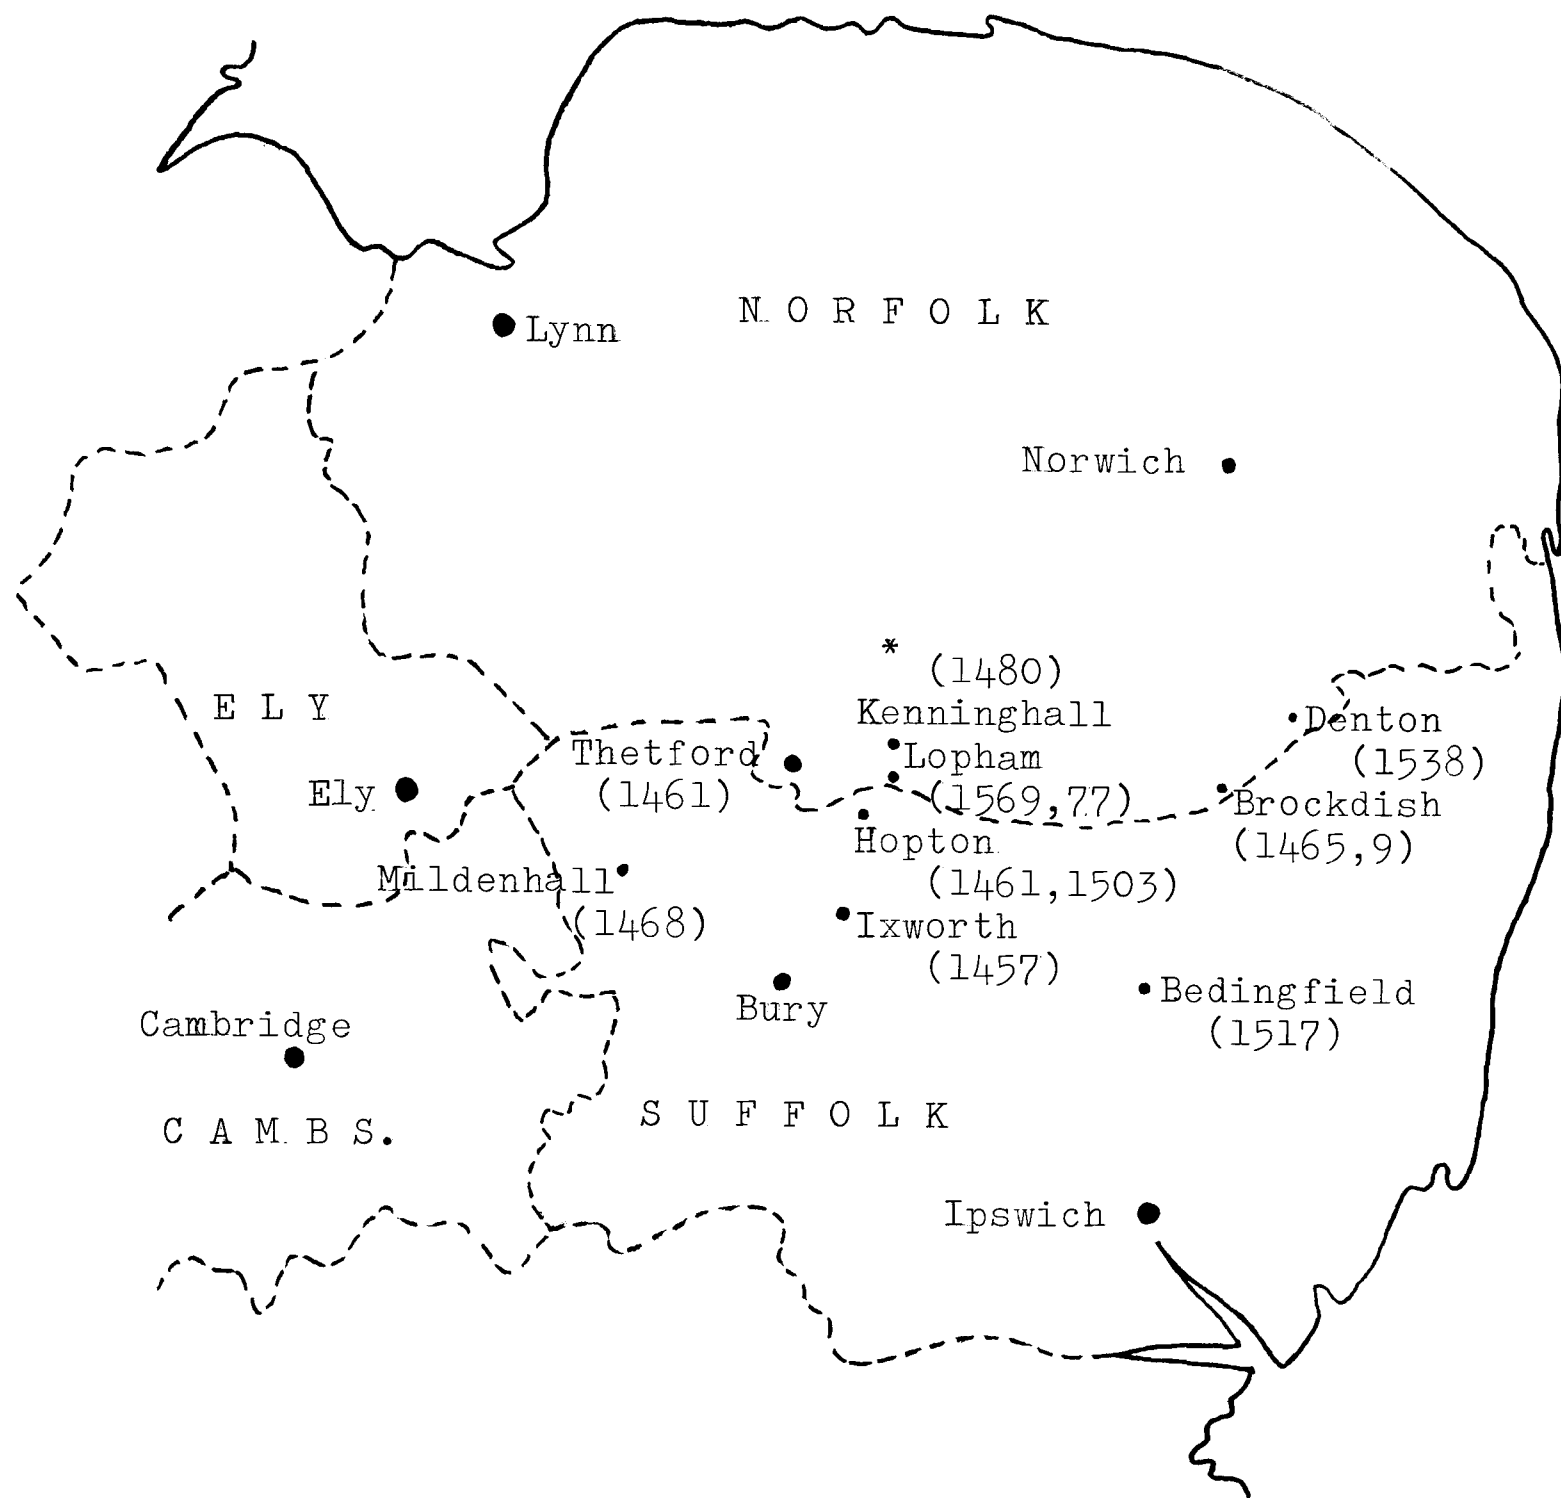 N O R F O L K
Lynn
Norwich
*
(1480)
Kenninghall
E L Y
Denton
(1538)
Thetford
(1461)
Lopham
(1569,77)
Ely
Brockdish
(1465,9)
Hopton
(1461,1503)
Mildenhall
(1468)
Ixworth
(1457)
Bury
Bedingfield
(1517)
Cambridge
C A M B S.
S U F F O L K
Ipswich